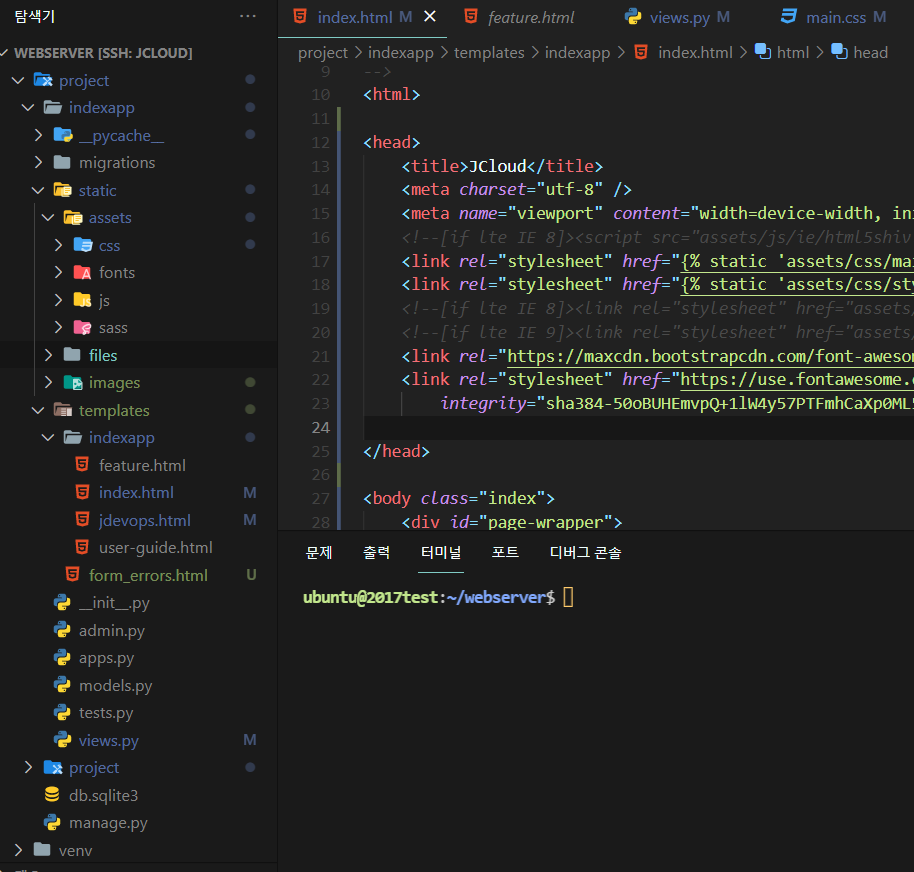 탐색기 ···
WEBSERVER [SSH: JCLOUD]
project
indexapp
__pycache__
migrations
static
assets
css
fonts
js
sass
files
images
templates
indexapp
feature.html
index.html M
jdevops.html M
user-guide.html
form_errors.html U
__init__.py
admin.py
apps.py
models.py
tests.py
views.py M
project
db.sqlite3
manage.py
venv
index.html M feature.html views.py M main.css M
project > indexapp > templates > indexapp > index.html > html > head
9 -->
10 <html>
11
12 <head>
13 <title>JCloud</title>
14 <meta charset="utf-8" />
15 <meta name="viewport" content="width=device-width, ini
16 <!--[if lte IE 8]><script src="assets/js/ie/html5shiv
17 <link rel="stylesheet" href="{% static 'assets/css/mai
18 <link rel="stylesheet" href="{% static 'assets/css/sty
19 <!--[if lte IE 8]><link rel="stylesheet" href="assets/
20 <!--[if lte IE 9]><link rel="stylesheet" href="assets/
21 <link rel="https://maxcdn.bootstrapcdn.com/font-aweso
22 <link rel="stylesheet" href="https://use.fontawesome.c
23 integrity="sha384-50oBUHEmvpQ+1lW4y57PTFmhCaXp0ML5
24
25 </head>
26
27 <body class="index">
28 <div id="page-wrapper">
문제 출력 터미널 포트 디버그 콘솔
ubuntu@2017test:~/webserver$